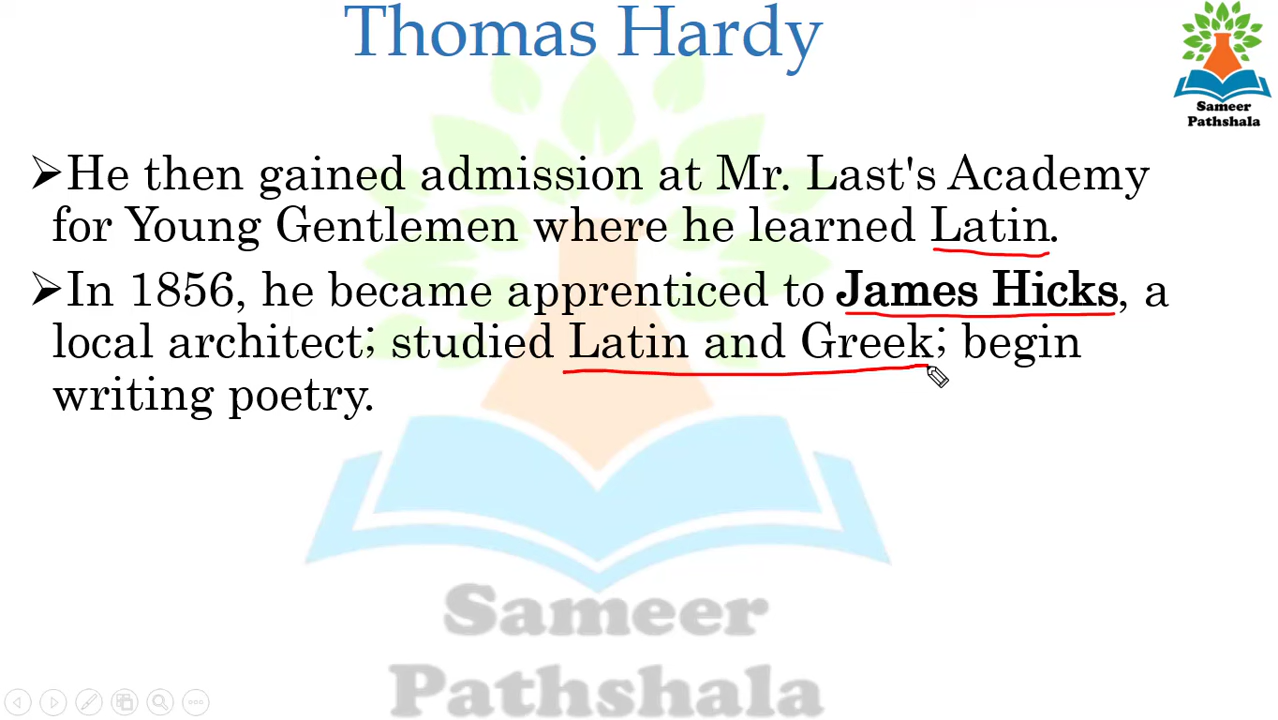 Thomas Hardy
Sameer
Pathshala
➢He then gained admission at Mr. Last's Academy
for Young Gentlemen where he learned Latin.
➢In 1856, he became apprenticed to James Hicks, a
local architect; studied Latin and Greek; begin
writing poetry.
Sameer
Pathshala